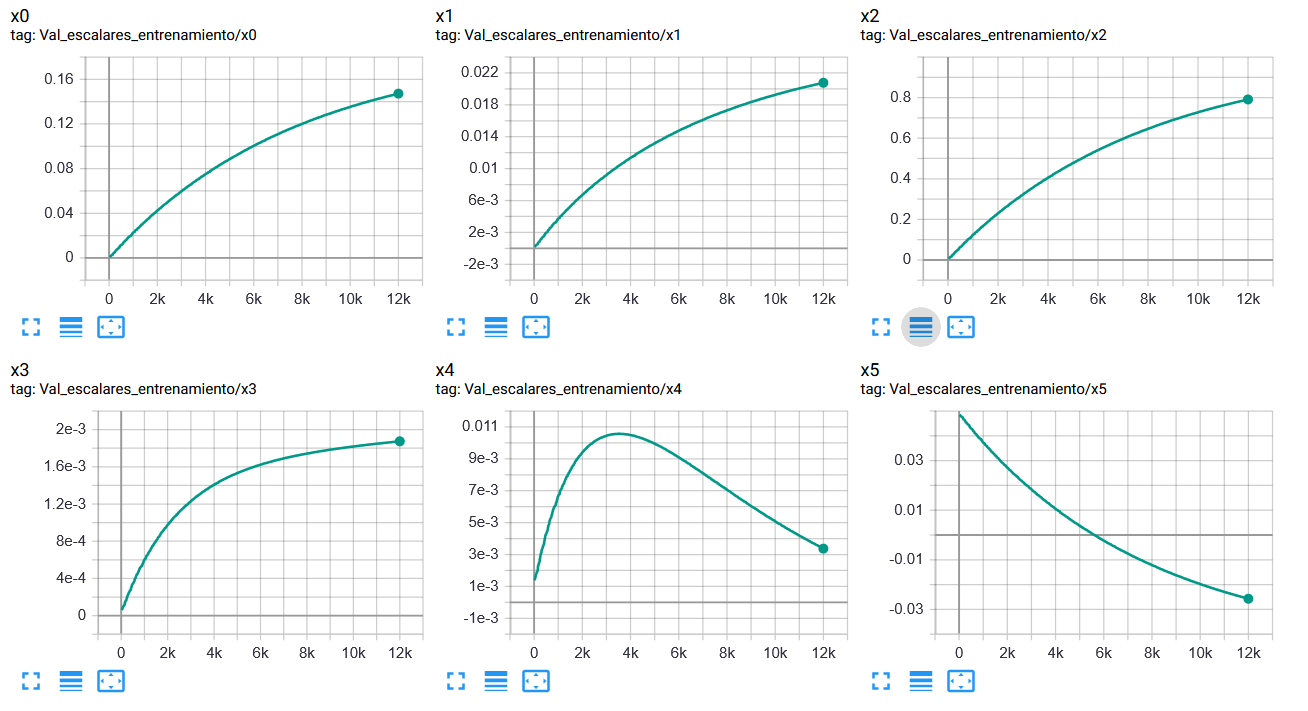 x0
tag: Val_escalares_entrenamiento/x0
0.16
0.12
0.08
0.04
0
0 2k 4k 6k 8k 10k 12k
x1
tag: Val_escalares_entrenamiento/x1
0.022
0.018
0.014
0.01
6e-3
2e-3
-2e-3
0 2k 4k 6k 8k 10k 12k
x2
tag: Val_escalares_entrenamiento/x2
0.8
0.6
0.4
0.2
0
0 2k 4k 6k 8k 10k 12k
x3
tag: Val_escalares_entrenamiento/x3
2e-3
1.6e-3
1.2e-3
8e-4
4e-4
0
0 2k 4k 6k 8k 10k 12k
x4
tag: Val_escalares_entrenamiento/x4
0.011
9e-3
7e-3
5e-3
3e-3
1e-3
-1e-3
0 2k 4k 6k 8k 10k 12k
x5
tag: Val_escalares_entrenamiento/x5
0.03
0.01
-0.01
-0.03
0 2k 4k 6k 8k 10k 12k